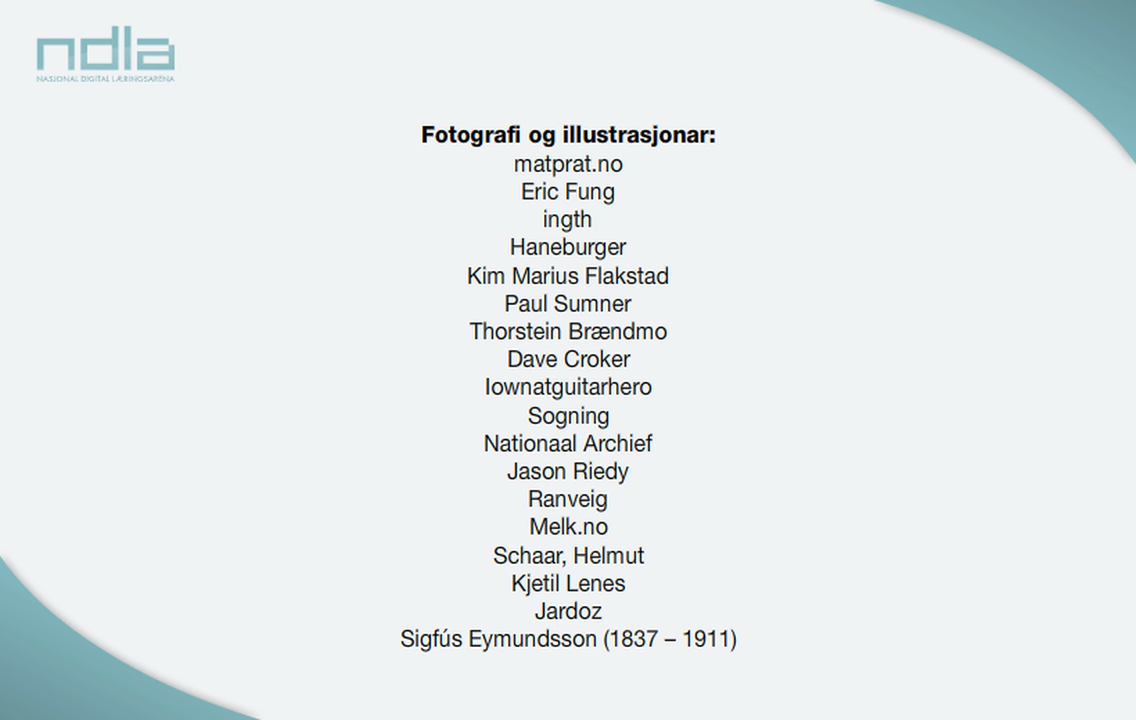 ndla
NASJONAL DIGITAL LÆRINGSARENA
Fotografi og illustrasjonar:
matprat.no
Eric Fung
ingth
Haneburger
Kim Marius Flakstad
Paul Sumner
Thorstein Brændmo
Dave Croker
Iownatguitarhero
Sogning
Nationaal Archief
Jason Riedy
Ranveig
Melk.no
Schaar, Helmut
Kjetil Lenes
Jardoz
Sigfús Eymundsson (1837 – 1911)